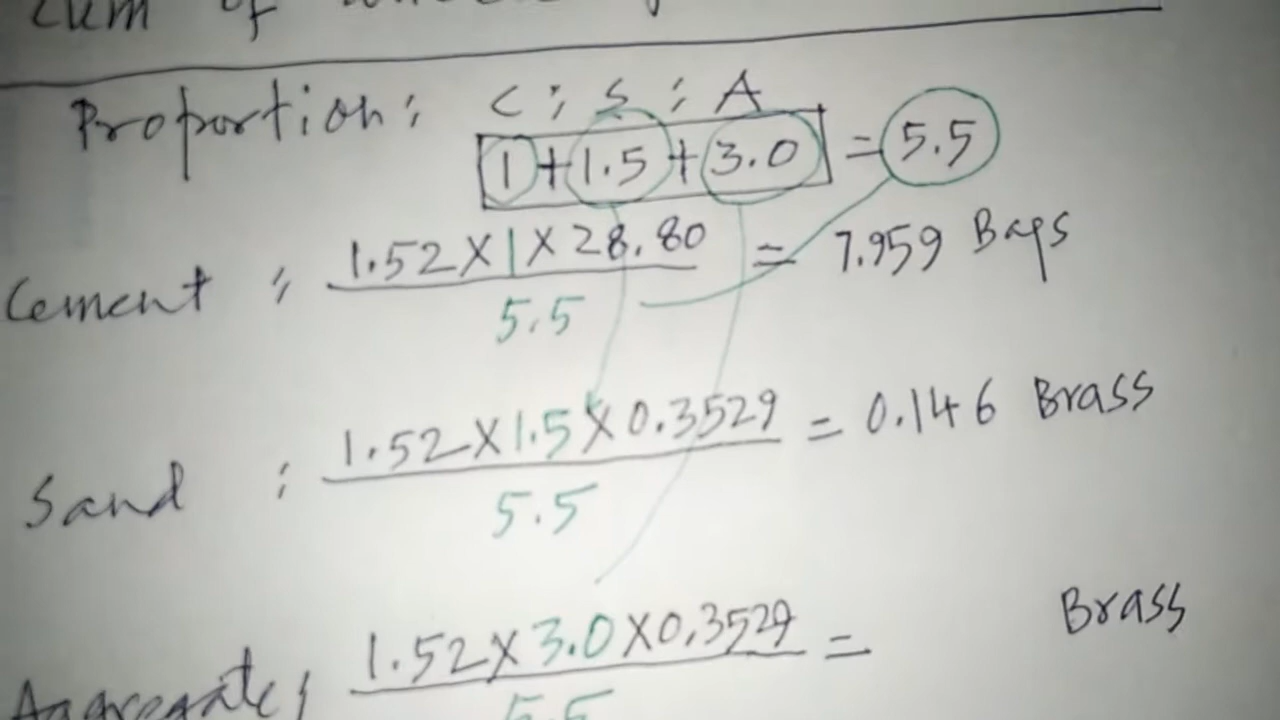 of
Proportion: C : S : A
1 + 1.5 + 3.0 = 5.5
Cement : 1.52 X 1 X 28.80 = 7.959 Bags
5.5
Sand : 1.52 X 1.5 X 0.3529 = 0.146 Brass
5.5
Aggregate : 1.52 X 3.0 X 0.3529 = Brass
5.5